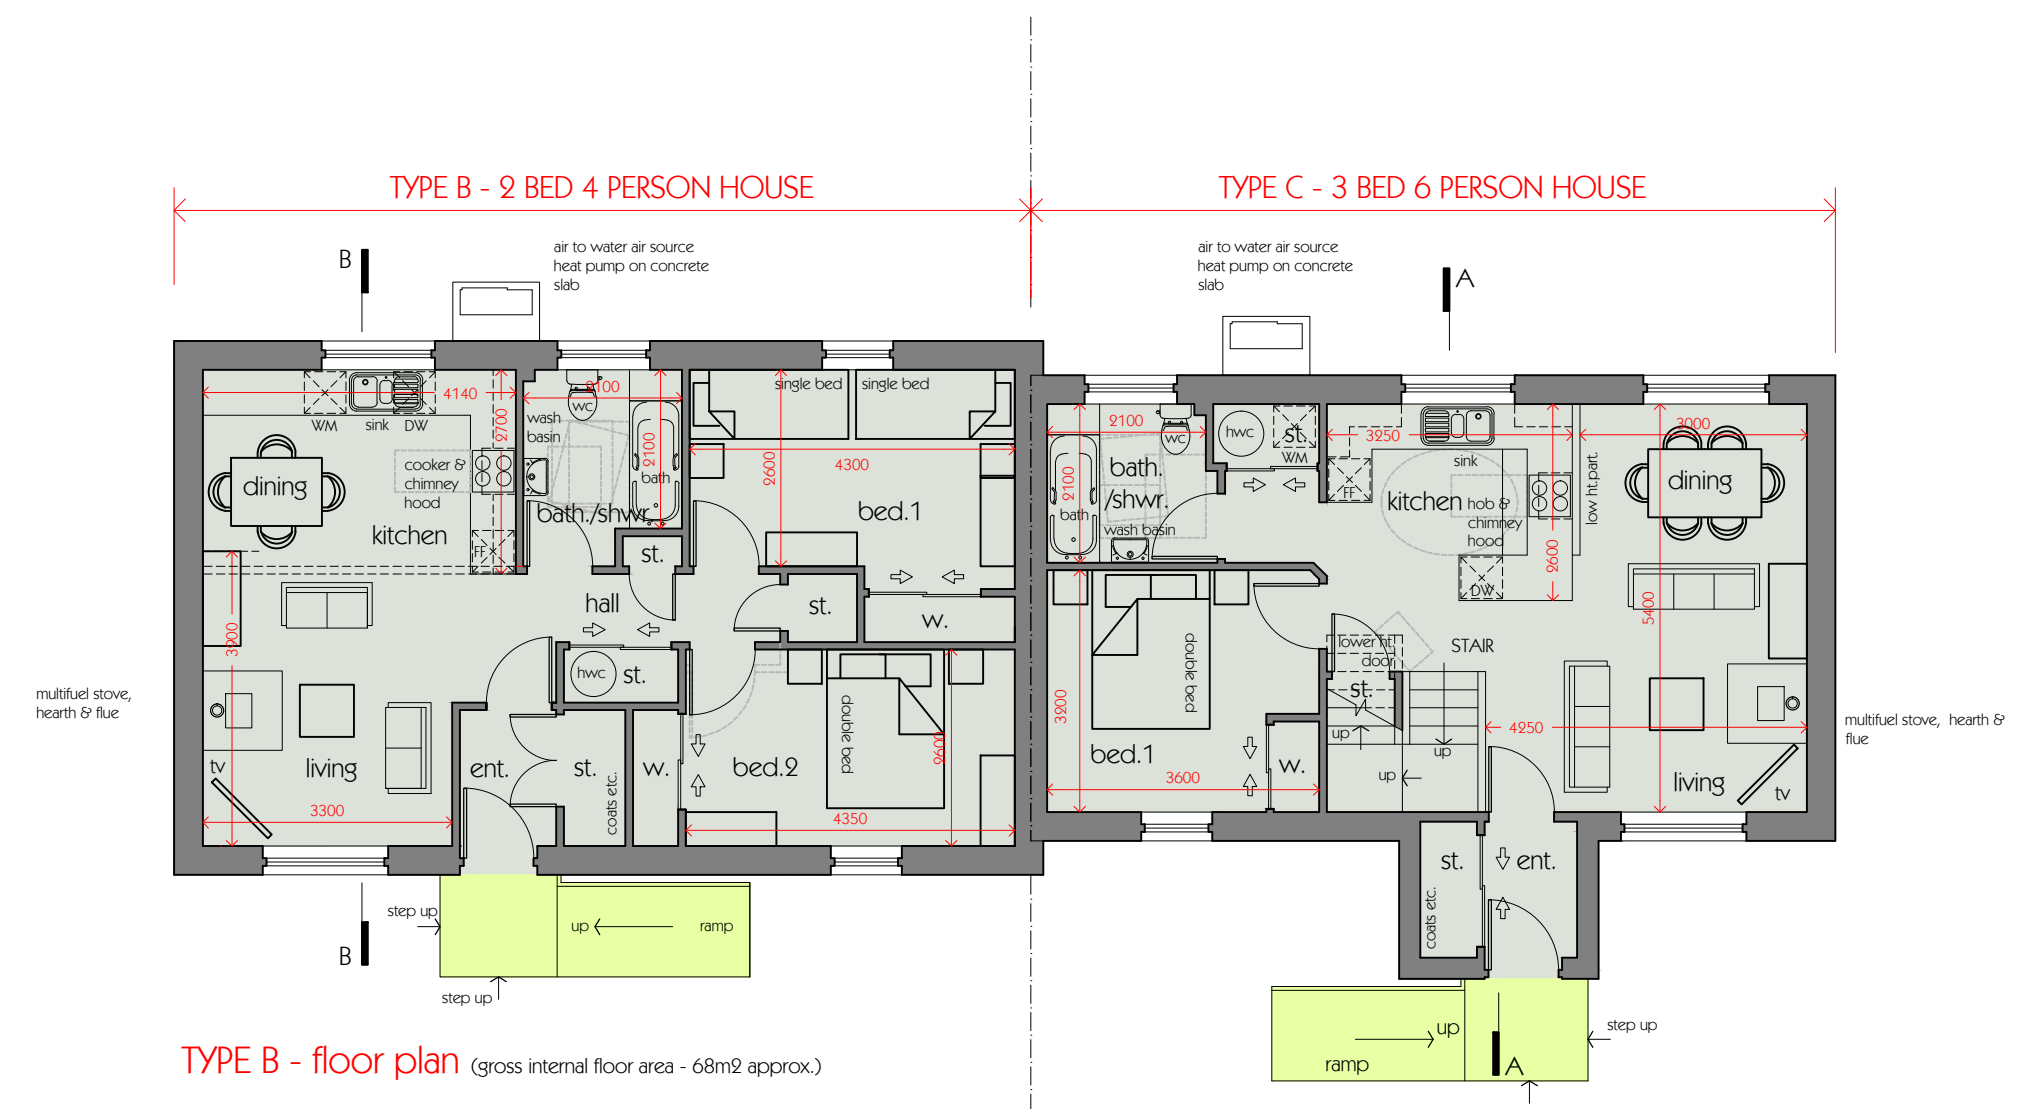 TYPE B - 2 BED 4 PERSON HOUSE
TYPE C - 3 BED 6 PERSON HOUSE
B
air to water air source
heat pump on concrete
slab
air to water air source
heat pump on concrete
slab
A
4140
WM
sink
DW
2700
cooker &
chimney
hood
dining
kitchen
FF
2100
wc
wash
basin
2100
bath
bath./shwr.
single bed
single bed
2600
4300
bed.1
st.
hall
st.
w.
hwc
st.
3900
multifuel stove,
hearth & flue
tv
living
3300
ent.
st.
coats etc.
w.
bed.2
double bed
2600
4350
2100
wc
bath.
/shwr.
2100
bath
wash basin
hwc
st.
WM
3250
sink
FF
kitchen
hob &
chimney
hood
DW
2600
low ht.part.
3000
dining
5400
STAIR
lower ht.
door
st.
up
up
up
double bed
3200
bed.1
3600
w.
4250
living
tv
multifuel stove, hearth &
flue
st.
coats etc.
ent.
step up
up
ramp
B
step up
up
ramp
step up
A
TYPE B - floor plan (gross internal floor area - 68m2 approx.)